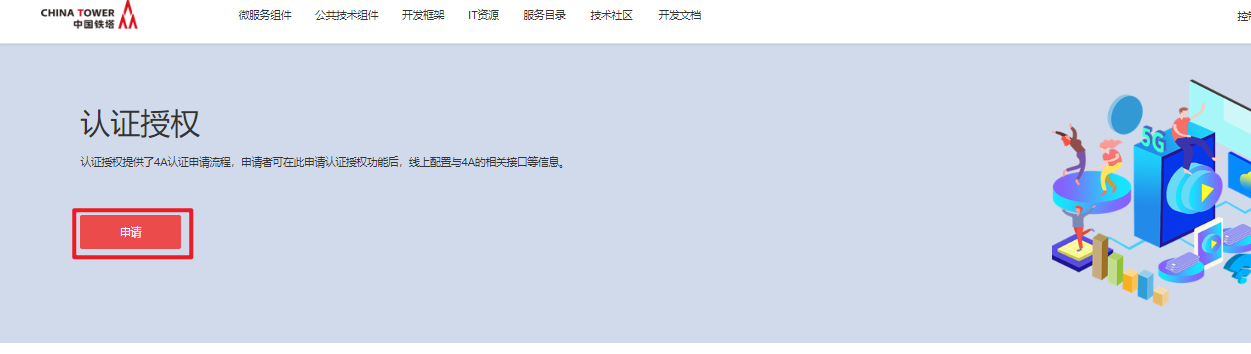 CHINA TOWER
中国铁塔
微服务组件 公共技术组件 开发框架 IT资源 服务目录 技术社区 开发文档
认证授权
认证授权提供了4A认证申请流程，申请者可在此申请认证授权功能后，线上配置与4A的相关接口等信息。
申请
5G